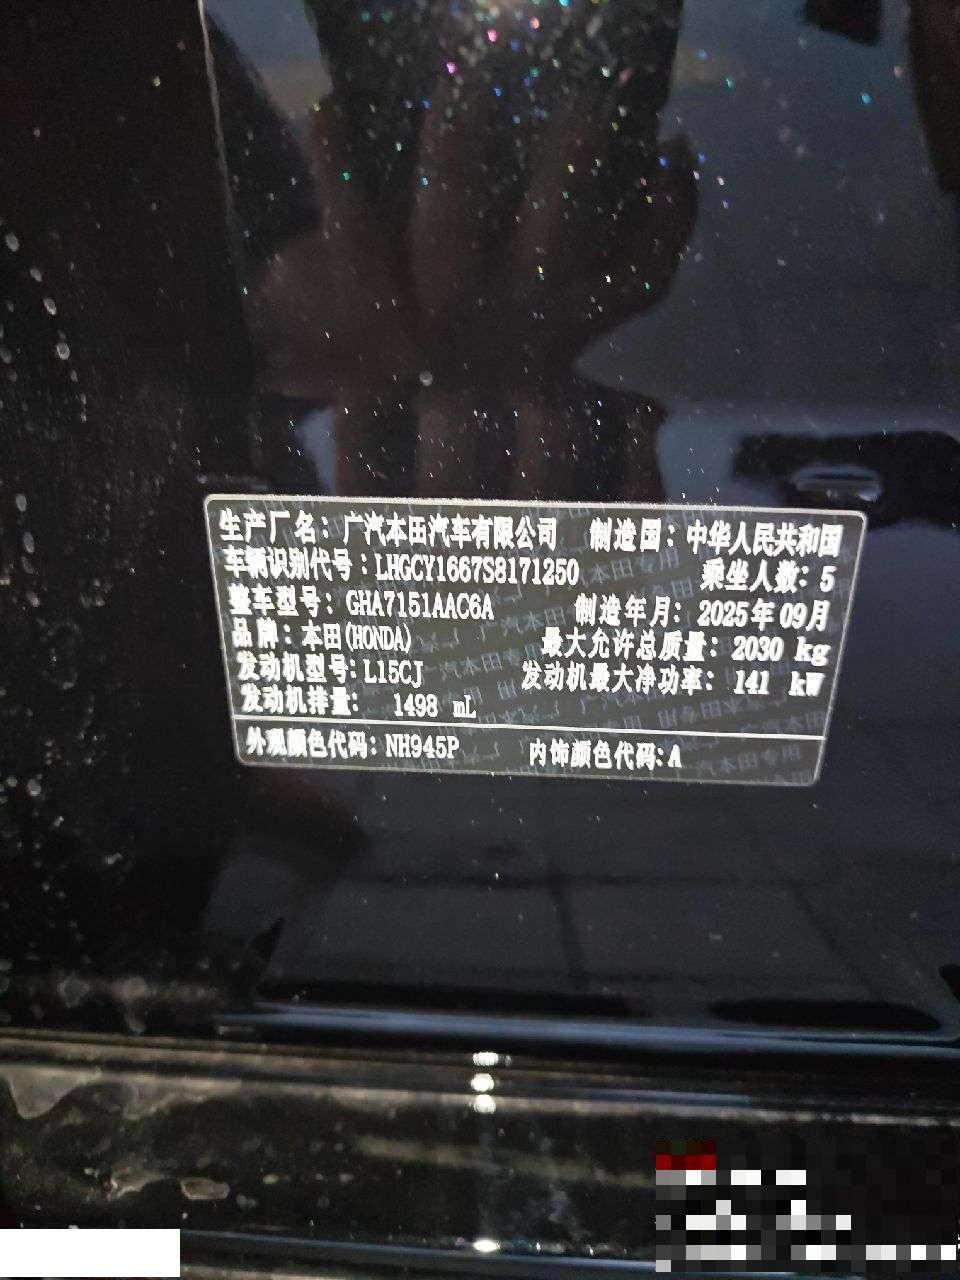 生产厂名：广汽本田汽车有限公司 制造国：中华人民共和国
车辆识别代号：LHGCY1667S8171250 乘坐人数：5
整车型号：GHA7151AAC6A 制造年月：2025年09月
品牌：本田(HONDA) 最大允许总质量：2030 kg
发动机型号：L15CJ 发动机最大净功率：141 kW
发动机排量： 1498 mL
外观颜色代码：NH945P 内饰颜色代码：A